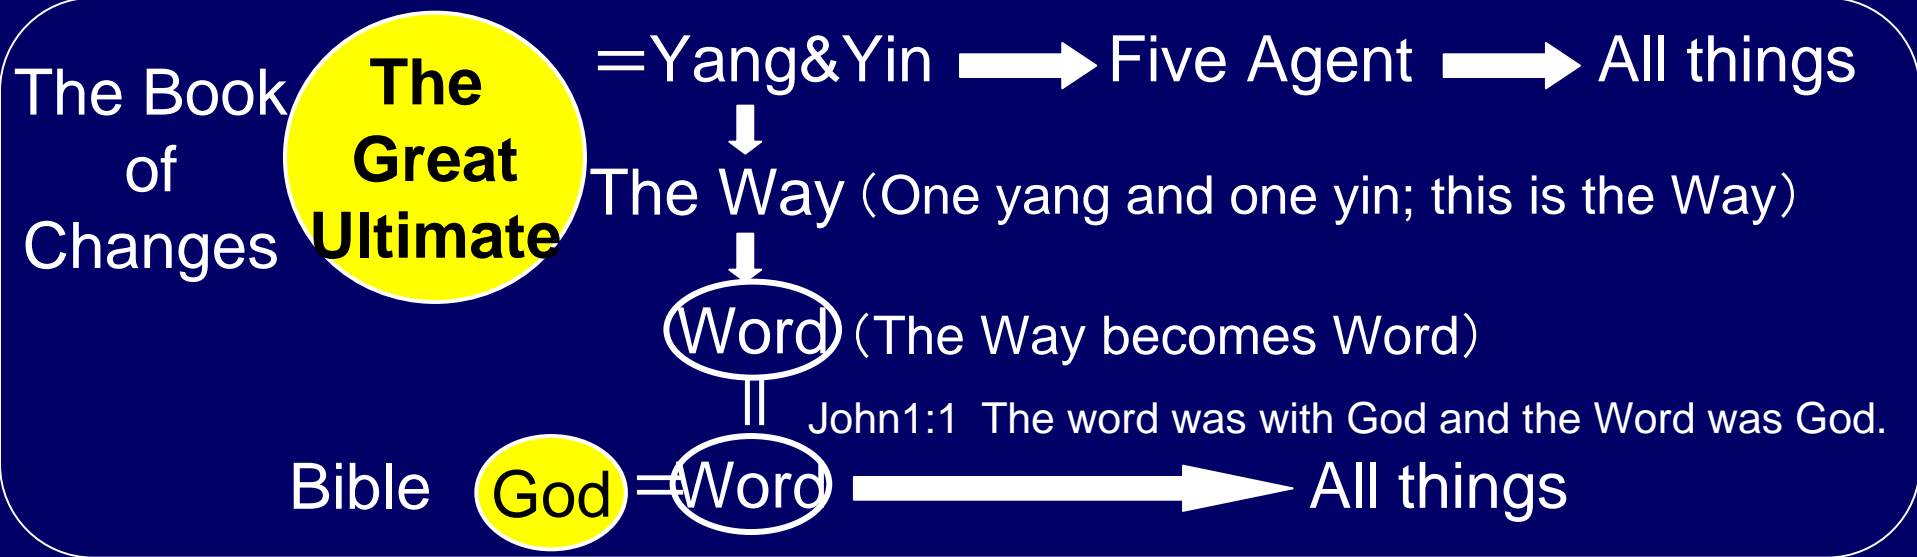 The Book
of
Changes
The
Great
Ultimate
＝Yang&Yin
Five Agent
All things
The Way（One yang and one yin; this is the Way）
Word（The Way becomes Word）
||
John1:1 The word was with God and the Word was God.
Bible
God
＝Word
All things